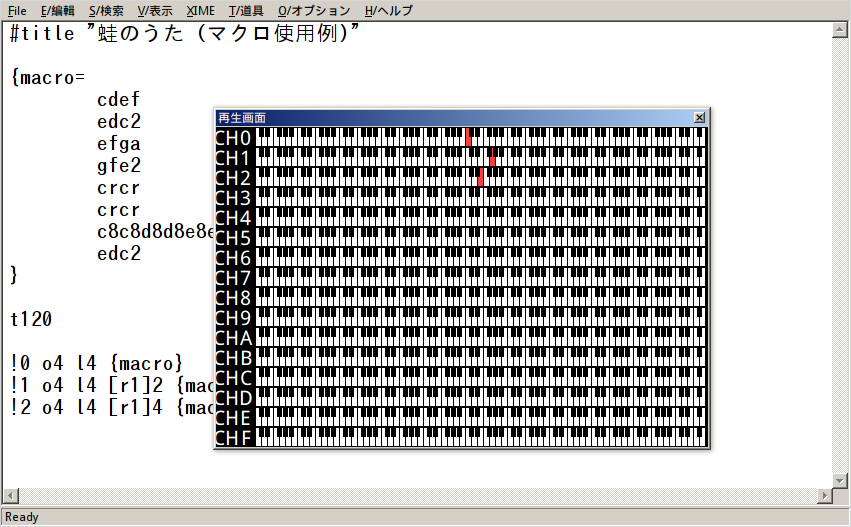 File E/編輯 S/検索 V/表示 XIME T/道具 O/オプション H/ヘルプ
#title ”蛙のうた（マクロ使用例）”
{macro=
cdef
edc2
efga
gfe2
crcr
crcr
c8c8d8d8e8e
edc2
}
t120
!0 o4 l4 {macro}
!1 o4 l4 [r1]2 {mac
!2 o4 l4 [r1]4 {mac
再生画面
CH0
CH1
CH2
CH3
CH4
CH5
CH6
CH7
CH8
CH9
CHA
CHB
CHC
CHD
CHE
CHF
Ready